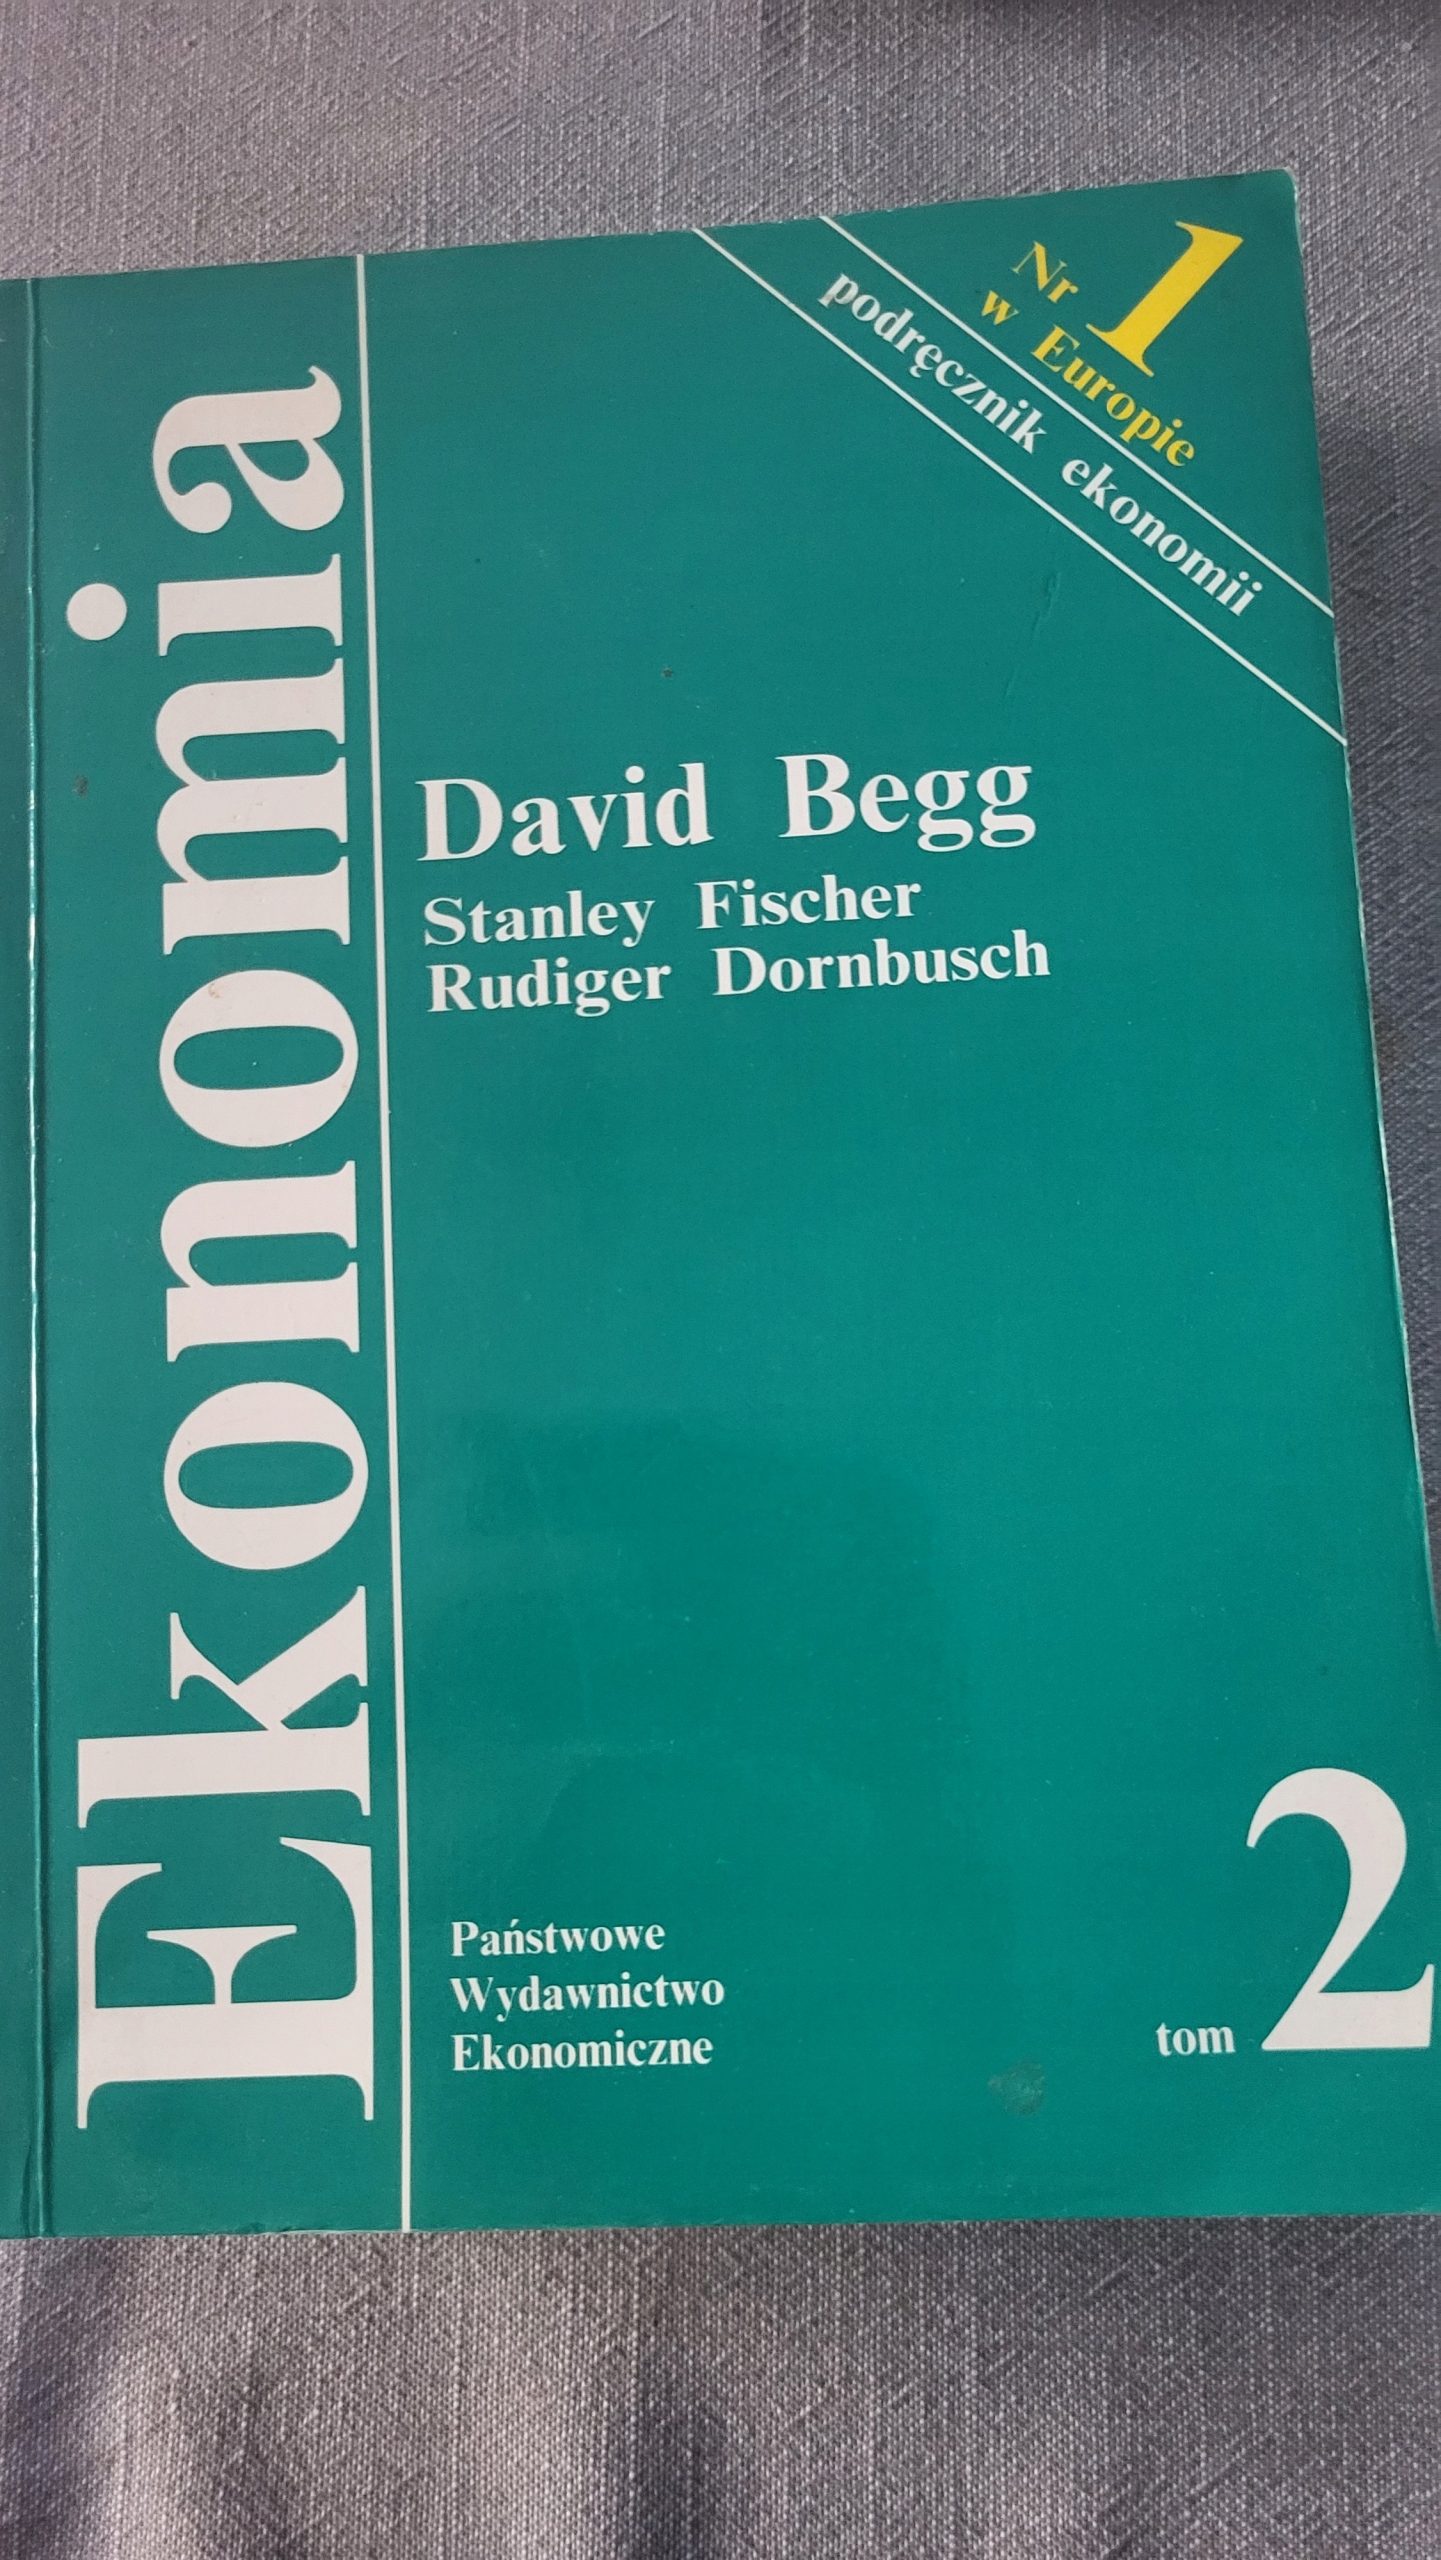 Nr 1
w Europie
podręcznik ekonomii
Ekonomia
David Begg
Stanley Fischer
Rudiger Dornbusch
Państwowe
Wydawnictwo
Ekonomiczne
tom 2